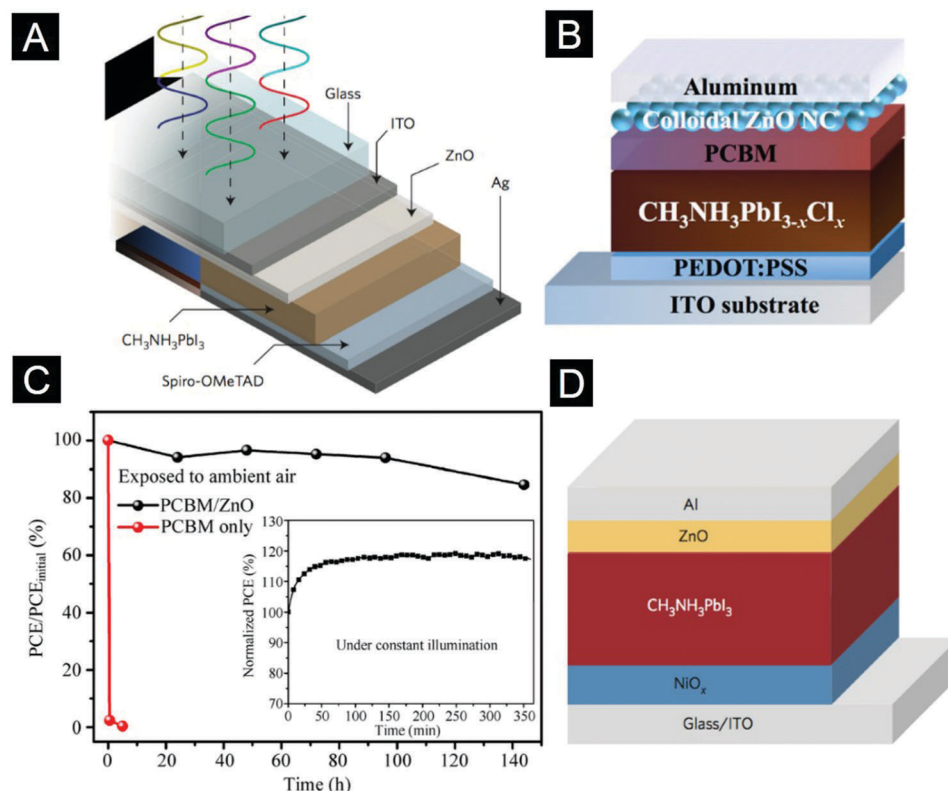 A
Glass
ITO
ZnO
Ag
CH₃NH₃PbI₃
Spiro-OMeTAD
B
Aluminum
Colloidal ZnO NC
PCBM
CH₃NH₃PbI₃₋ₓClₓ
PEDOT:PSS
ITO substrate
C
PCE/PCEinitial (%)
100
80
60
40
20
0
Exposed to ambient air
PCBM/ZnO
PCBM only
Normalized PCE (%)
130
120
110
100
90
80
70
Under constant illumination
0 50 100 150 200 250 300 350
Time (min)
0 20 40 60 80 100 120 140
Time (h)
D
Al
ZnO
CH₃NH₃PbI₃
NiOₓ
Glass/ITO